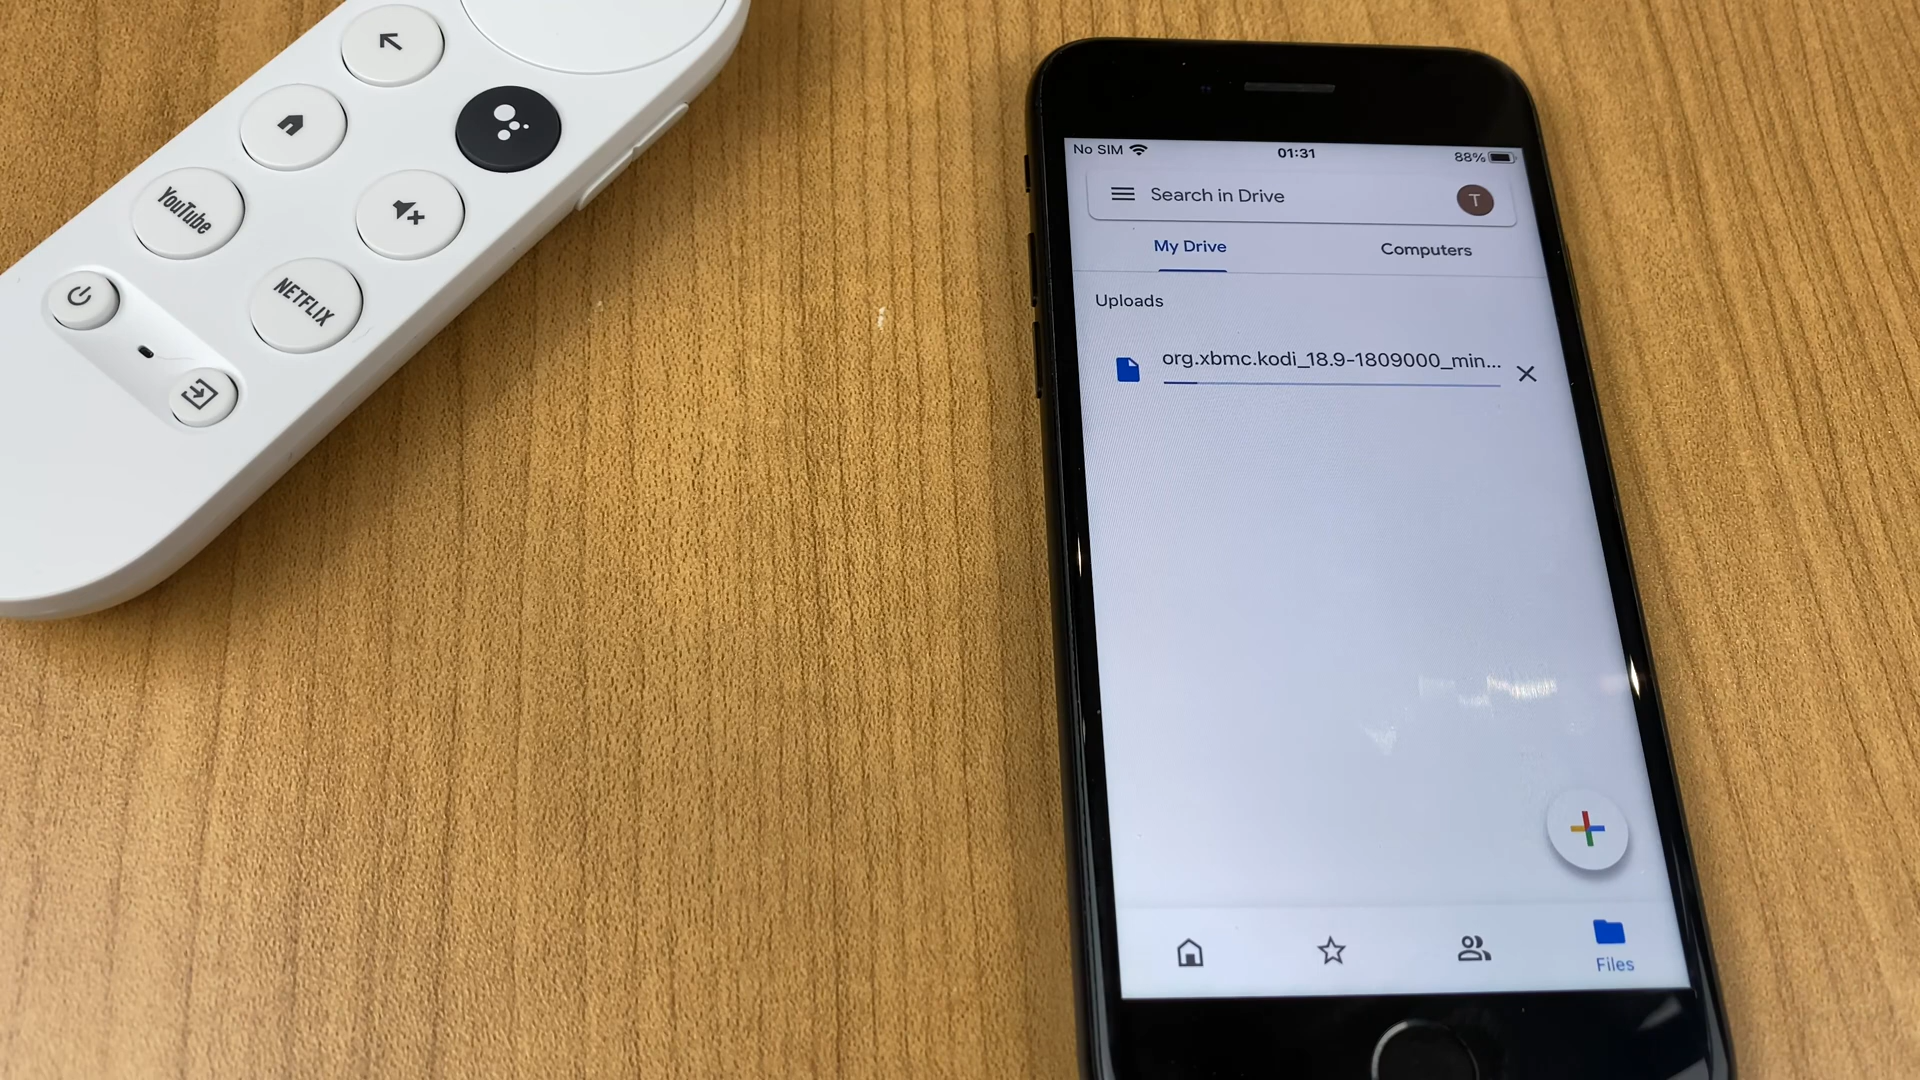 YouTube
NETFLIX
No SIM 01:31 88%
Search in Drive T
My Drive Computers
Uploads
org.xbmc.kodi_18.9-1809000_min...
Files